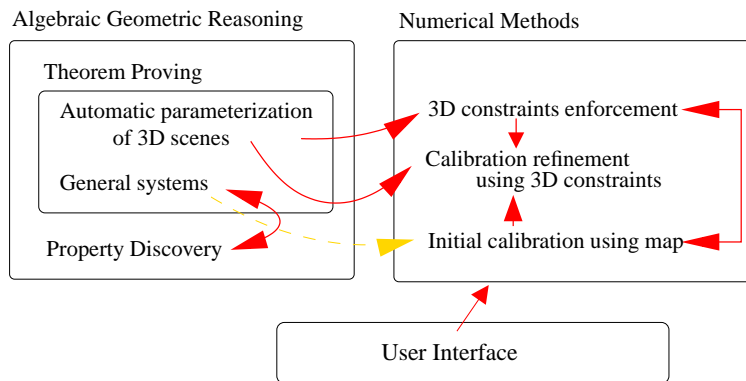 Algebraic Geometric Reasoning
Theorem Proving
Automatic parameterization
of 3D scenes
General systems
Property Discovery
Numerical Methods
3D constraints enforcement
Calibration refinement
using 3D constraints
Initial calibration using map
User Interface